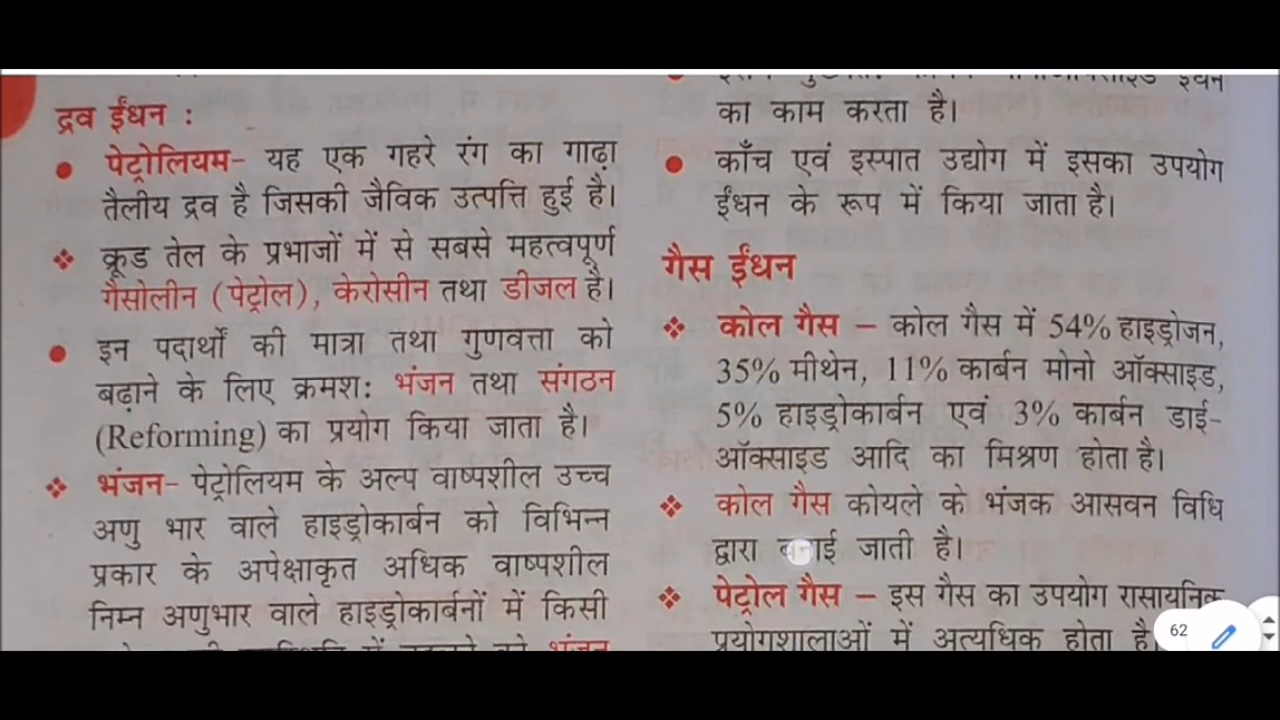 द्रव ईंधन :
पेट्रोलियम- यह एक गहरे रंग का गाढ़ा
तैलीय द्रव है जिसकी जैविक उत्पत्ति हुई है।
क्रूड तेल के प्रभाजों में से सबसे महत्वपूर्ण
गैसोलीन (पेट्रोल), केरोसीन तथा डीजल है।
इन पदार्थों की मात्रा तथा गुणवत्ता को
बढ़ाने के लिए क्रमश: भंजन तथा संगठन
(Reforming) का प्रयोग किया जाता है।
भंजन- पेट्रोलियम के अल्प वाष्पशील उच्च
अणु भार वाले हाइड्रोकार्बन को विभिन्न
प्रकार के अपेक्षाकृत अधिक वाष्पशील
निम्न अणुभार वाले हाइड्रोकार्बनों में किसी
भंजन
ईंधन
का काम करता है।
काँच एवं इस्पात उद्योग में इसका उपयोग
ईंधन के रूप में किया जाता है।
गैस ईंधन
कोल गैस – कोल गैस में 54% हाइड्रोजन,
35% मीथेन, 11% कार्बन मोनो ऑक्साइड,
5% हाइड्रोकार्बन एवं 3% कार्बन डाई-
ऑक्साइड आदि का मिश्रण होता है।
कोल गैस कोयले को भंजक आसवन विधि
द्वारा बनाई जाती है।
पेट्रोल गैस – इस गैस का उपयोग रासायनिक
प्रयोगशालाओं में अत्यधिक होता है।
62